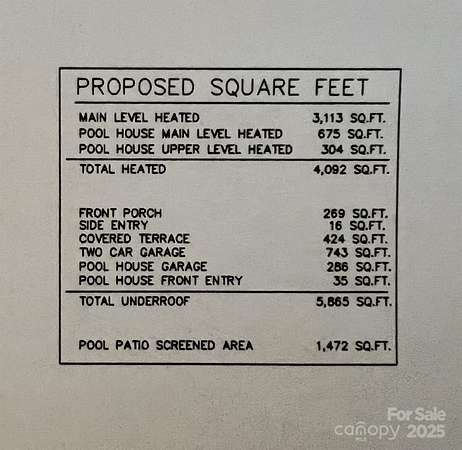 PROPOSED SQUARE FEET
MAIN LEVEL HEATED 3,113 SQ.FT.
POOL HOUSE MAIN LEVEL HEATED 675 SQ.FT.
POOL HOUSE UPPER LEVEL HEATED 304 SQ.FT.
TOTAL HEATED 4,092 SQ.FT.
FRONT PORCH 269 SQ.FT.
SIDE ENTRY 16 SQ.FT.
COVERED TERRACE 424 SQ.FT.
TWO CAR GARAGE 743 SQ.FT.
POOL HOUSE GARAGE 286 SQ.FT.
POOL HOUSE FRONT ENTRY 35 SQ.FT.
TOTAL UNDERROOF 5,865 SQ.FT.
POOL PATIO SCREENED AREA 1,472 SQ.FT.
For Sale
canopy 2025